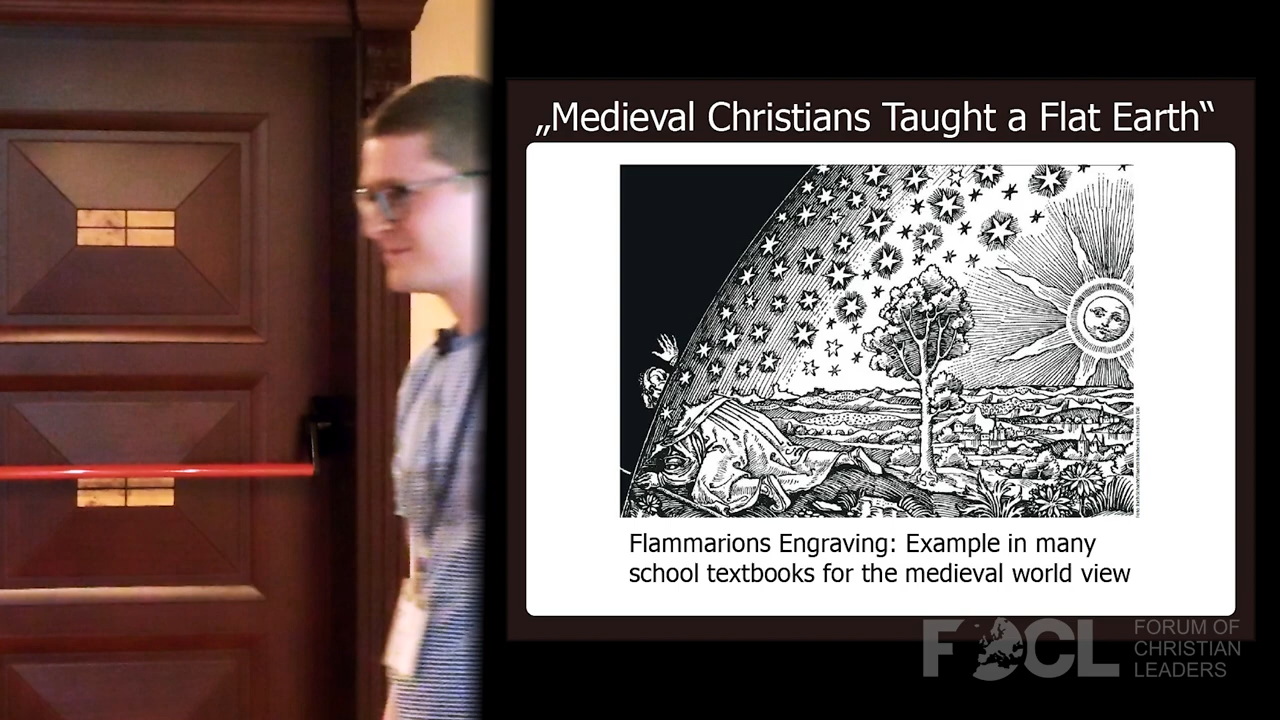 „Medieval Christians Taught a Flat Earth“
Flammarions Engraving: Example in many
school textbooks for the medieval world view
FOCL
FORUM OF
CHRISTIAN
LEADERS